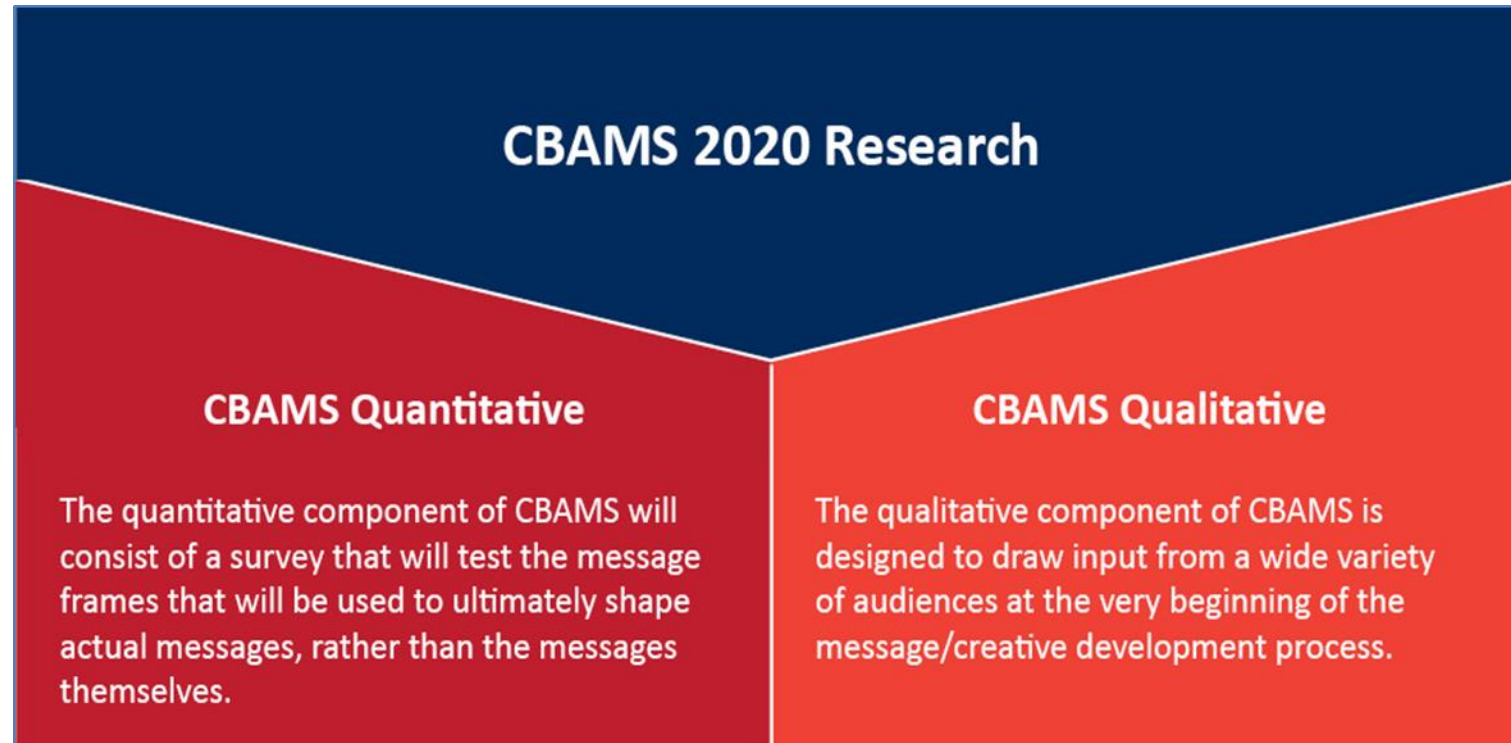 CBAMS 2020 Research
CBAMS Quantitative
The quantitative component of CBAMS will
consist of a survey that will test the message
frames that will be used to ultimately shape
actual messages, rather than the messages
themselves.
CBAMS Qualitative
The qualitative component of CBAMS is
designed to draw input from a wide variety
of audiences at the very beginning of the
message/creative development process.